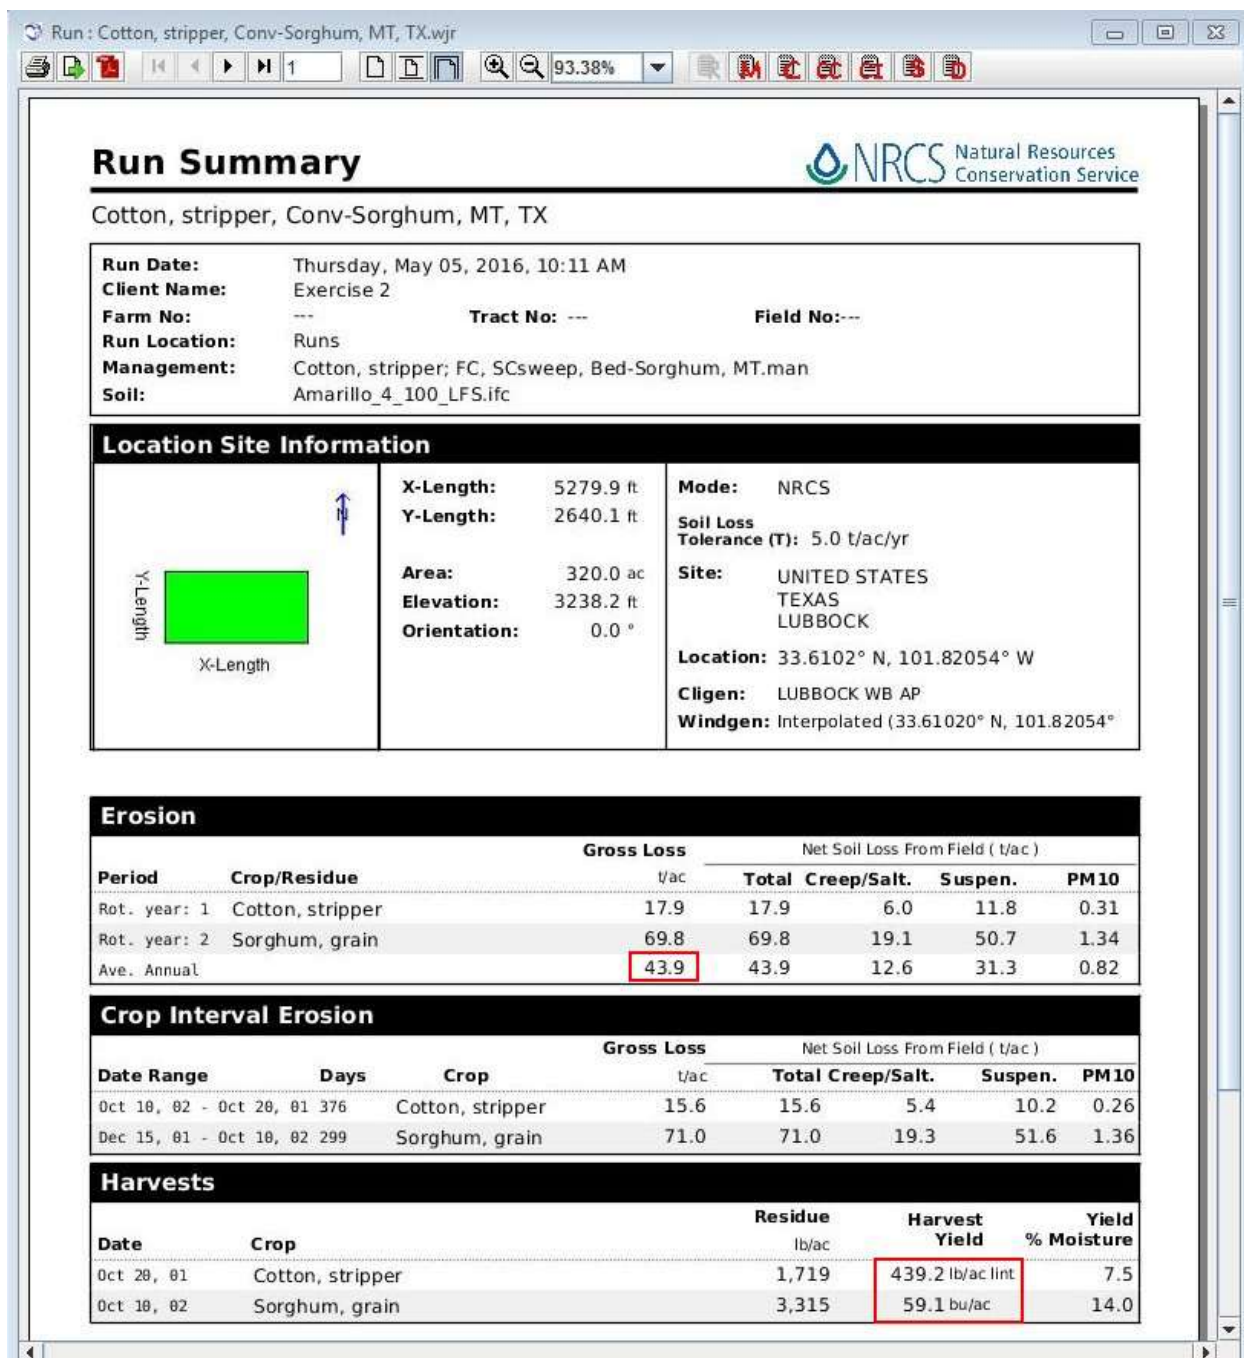 Run : Cotton, stripper, Conv-Sorghum, MT, TX.wjr
1 93.38%
Run Summary
NRCS Natural Resources Conservation Service
Cotton, stripper, Conv-Sorghum, MT, TX
Run Date: Thursday, May 05, 2016, 10:11 AM
Client Name: Exercise 2
Farm No: --- Tract No: --- Field No:---
Run Location: Runs
Management: Cotton, stripper; FC, SCsweep, Bed-Sorghum, MT.man
Soil: Amarillo_4_100_LFS.ifc
Location Site Information
N
Y-Length
X-Length
X-Length: 5279.9 ft
Y-Length: 2640.1 ft
Area: 320.0 ac
Elevation: 3238.2 ft
Orientation: 0.0 °
Mode: NRCS
Soil Loss
Tolerance (T): 5.0 t/ac/yr
Site: UNITED STATES
TEXAS
LUBBOCK
Location: 33.6102° N, 101.82054° W
Cligen: LUBBOCK WB AP
Windgen: Interpolated (33.61020° N, 101.82054°
Erosion
Gross Loss Net Soil Loss From Field ( t/ac )
Period Crop/Residue t/ac Total Creep/Salt. Suspen. PM10
Rot. year: 1 Cotton, stripper 17.9 17.9 6.0 11.8 0.31
Rot. year: 2 Sorghum, grain 69.8 69.8 19.1 50.7 1.34
Ave. Annual 43.9 43.9 12.6 31.3 0.82
Crop Interval Erosion
Gross Loss Net Soil Loss From Field ( t/ac )
Date Range Days Crop t/ac Total Creep/Salt. Suspen. PM10
Oct 10, 02 - Oct 20, 01 376 Cotton, stripper 15.6 15.6 5.4 10.2 0.26
Dec 15, 01 - Oct 10, 02 299 Sorghum, grain 71.0 71.0 19.3 51.6 1.36
Harvests
Residue Harvest Yield
Date Crop lb/ac Yield % Moisture
Oct 20, 01 Cotton, stripper 1,719 439.2 lb/ac lint 7.5
Oct 10, 02 Sorghum, grain 3,315 59.1 bu/ac 14.0